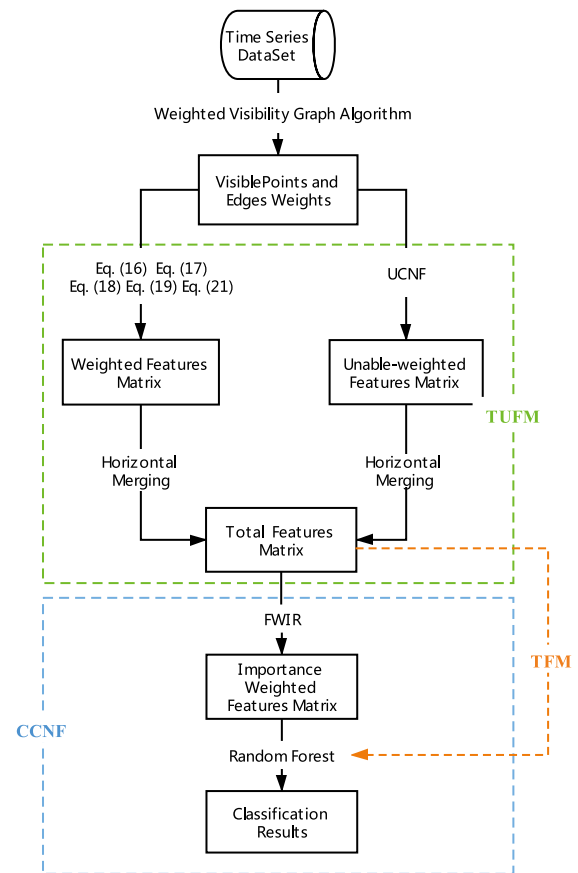 Time Series
DataSet
Weighted Visibility Graph Algorithm
VisiblePoints and
Edges Weights
Eq. (16) Eq. (17)
Eq. (18) Eq. (19) Eq. (21)
UCNF
Weighted Features
Matrix
Unable-weighted
Features Matrix
TUFM
Horizontal
Merging
Horizontal
Merging
Total Features
Matrix
FWIR
TFM
Importance
Weighted
Features Matrix
CCNF
Random Forest
Classification
Results